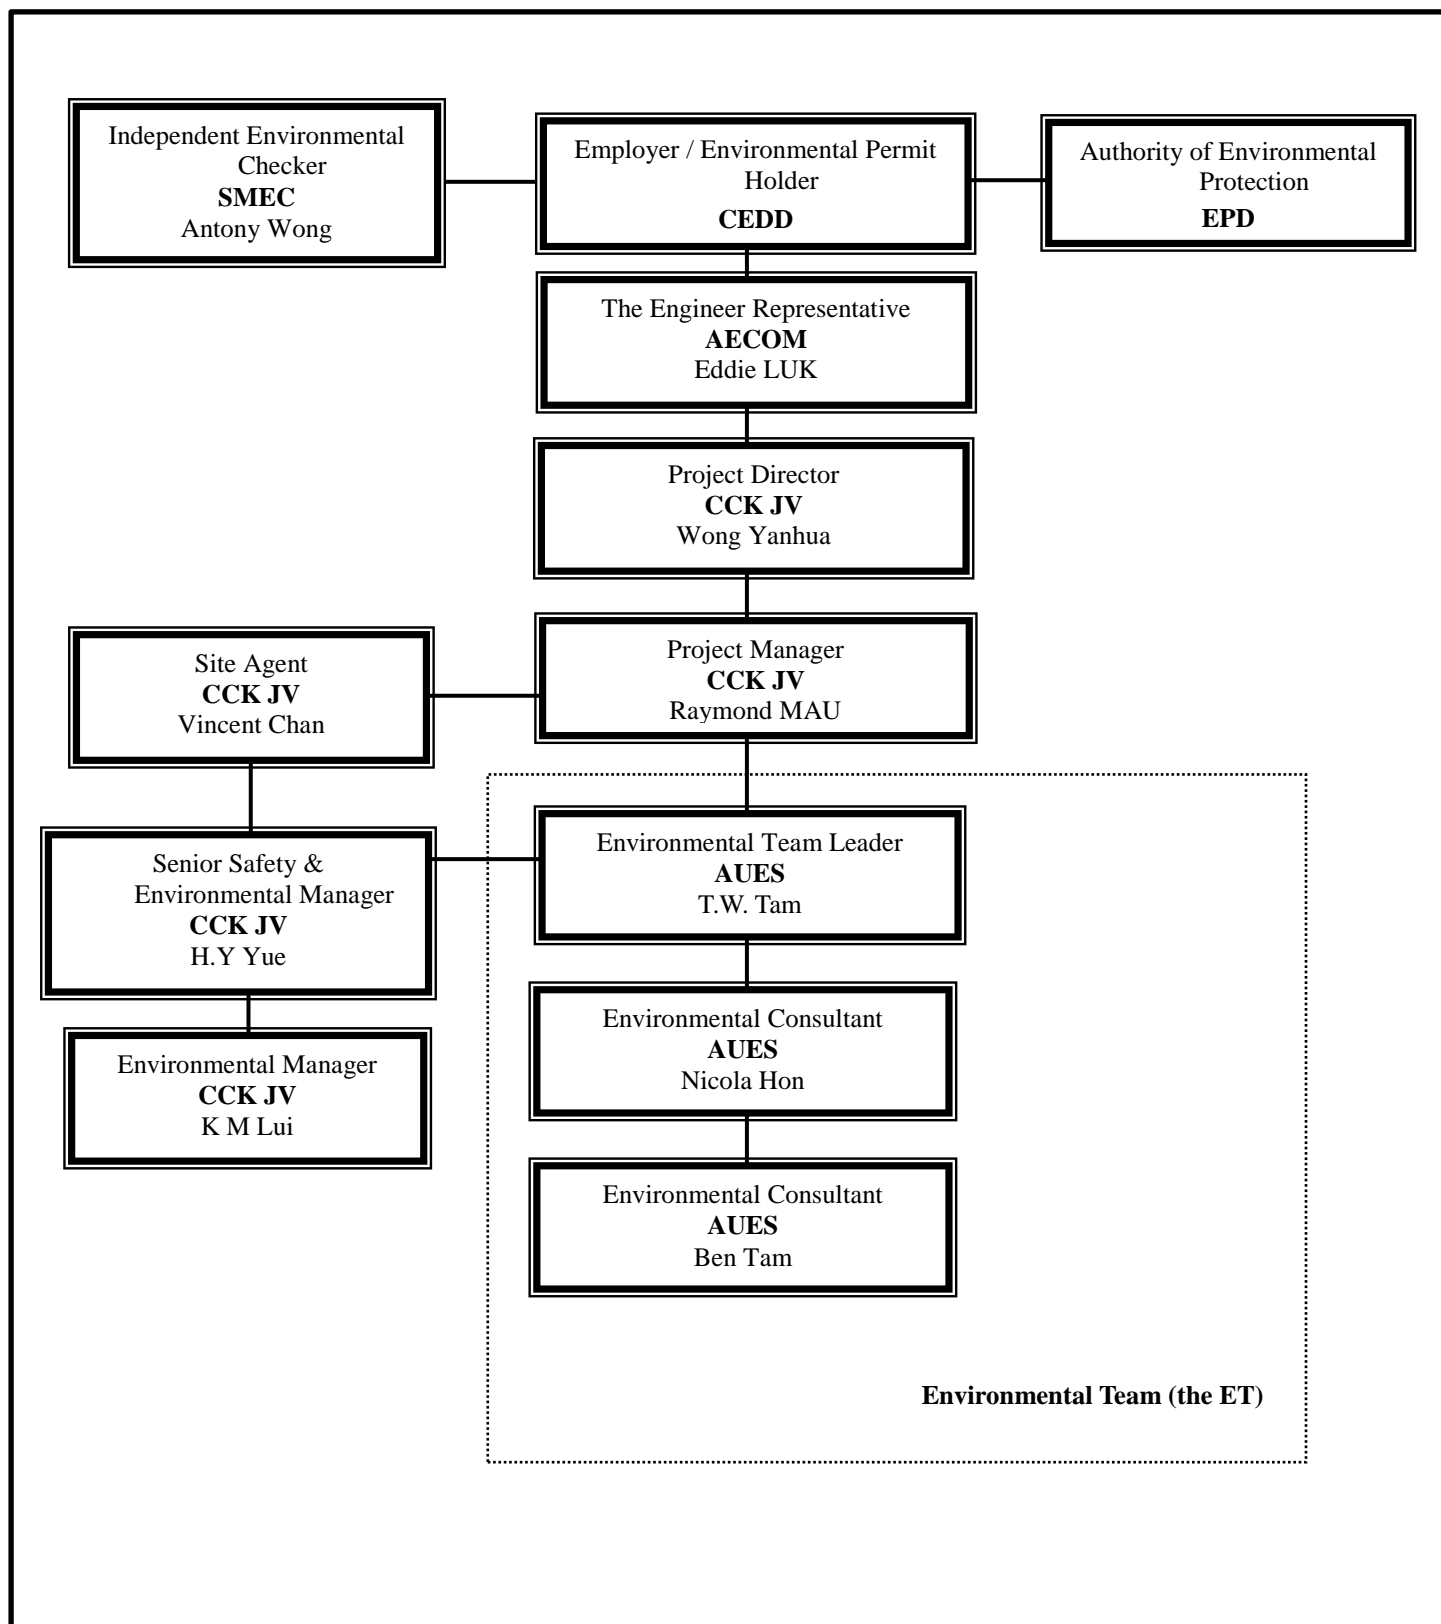 Independent Environmental
Checker
SMEC
Antony Wong
Employer / Environmental Permit
Holder
CEDD
Authority of Environmental
Protection
EPD
The Engineer Representative
AECOM
Eddie LUK
Project Director
CCK JV
Wong Yanhua
Site Agent
CCK JV
Vincent Chan
Project Manager
CCK JV
Raymond MAU
Senior Safety &
Environmental Manager
CCK JV
H.Y Yue
Environmental Team Leader
AUES
T.W. Tam
Environmental Manager
CCK JV
K M Lui
Environmental Consultant
AUES
Nicola Hon
Environmental Consultant
AUES
Ben Tam
Environmental Team (the ET)